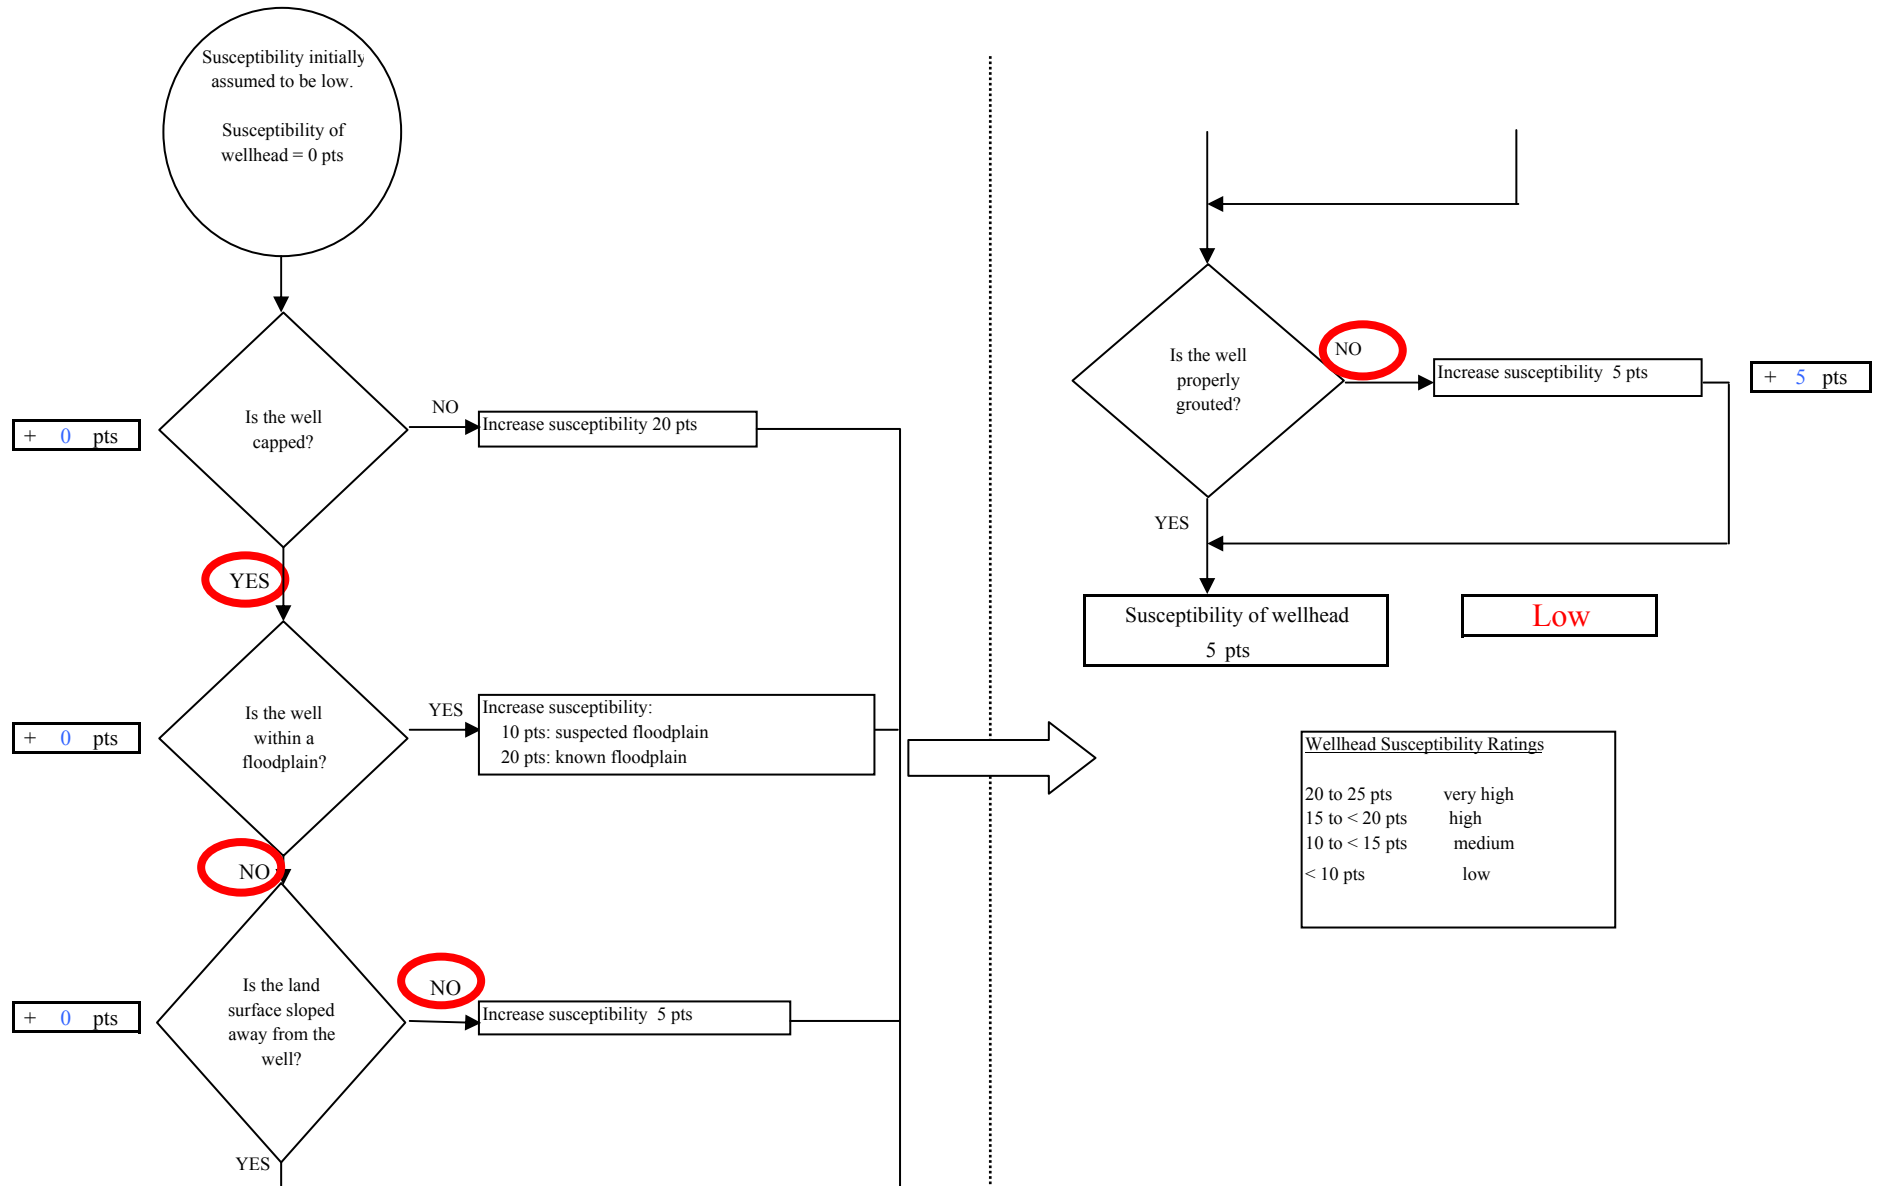 Susceptibility initially
assumed to be low.
Susceptibility of
wellhead = 0 pts
Is the well
capped?
NO
Increase susceptibility 20 pts
+ 0 pts
YES
Is the well
within a
floodplain?
YES
Increase susceptibility:
10 pts: suspected floodplain
20 pts: known floodplain
+ 0 pts
NO
Is the land
surface sloped
away from the
well?
NO
Increase susceptibility 5 pts
+ 0 pts
YES
Is the well
properly
grouted?
NO
Increase susceptibility 5 pts
+ 5 pts
YES
Susceptibility of wellhead
5 pts
Low
Wellhead Susceptibility Ratings
20 to 25 pts very high
15 to < 20 pts high
10 to < 15 pts medium
< 10 pts low